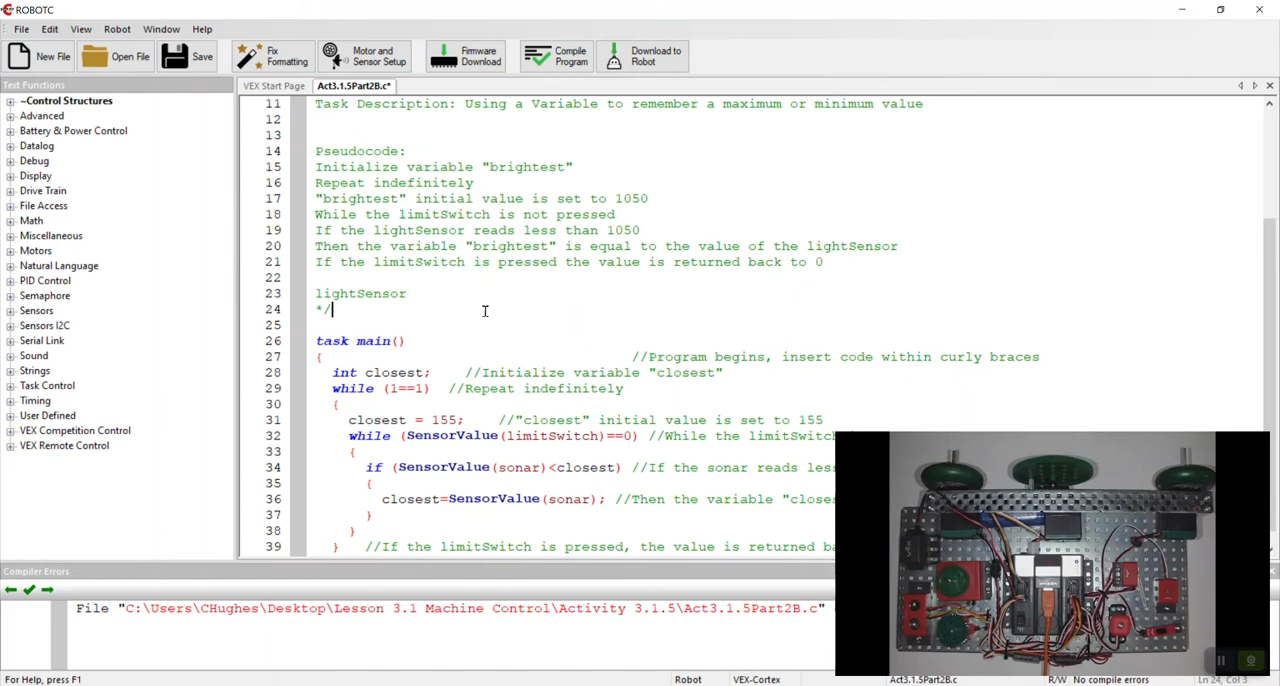 ROBOTC
File Edit View Robot Window Help
New File Open File Save Fix Formatting Motor and Sensor Setup Firmware Download Compile Program Download to Robot
Text Functions
VEX Start Page Act3.1.5Part2B.c*
~Control Structures
Advanced
Battery & Power Control
Datalog
Debug
Display
Drive Train
File Access
Math
Miscellaneous
Motors
Natural Language
PID Control
Semaphore
Sensors
Sensors I2C
Serial Link
Sound
Strings
Task Control
Timing
User Defined
VEX Competition Control
VEX Remote Control
11 Task Description: Using a Variable to remember a maximum or minimum value
12
13
14 Pseudocode:
15 Initialize variable "brightest"
16 Repeat indefinitely
17 "brightest" initial value is set to 1050
18 While the limitSwitch is not pressed
19 If the lightSensor reads less than 1050
20 Then the variable "brightest" is equal to the value of the lightSensor
21 If the limitSwitch is pressed the value is returned back to 0
22
23 lightSensor
24 */
25
26 task main()
27 { //Program begins, insert code within curly braces
28 int closest; //Initialize variable "closest"
29 while (1==1) //Repeat indefinitely
30 {
31 closest = 155; //"closest" initial value is set to 155
32 while (SensorValue(limitSwitch)==0) //While the limitSwitch
33 {
34 if (SensorValue(sonar)<closest) //If the sonar reads les
35 {
36 closest=SensorValue(sonar); //Then the variable "close
37 }
38 }
39 } //If the limitSwitch is pressed, the value is returned ba
Compiler Errors
File "C:\Users\CHughes\Desktop\Lesson 3.1 Machine Control\Activity 3.1.5\Act3.1.5Part2B.c"
For Help, press F1 Robot VEX-Cortex Act3.1.5Part2B.c R/W No compile errors Ln 24, Col 3